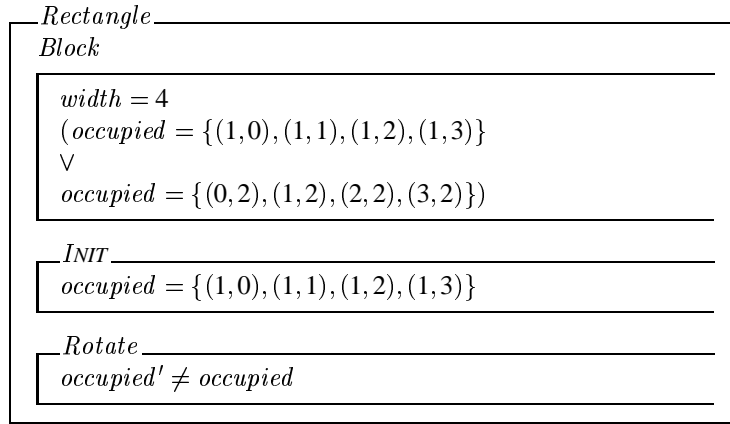 Rectangle
Block
width = 4
(occupied = {(1,0),(1,1),(1,2),(1,3)}
∨
occupied = {(0,2),(1,2),(2,2),(3,2)})
INIT
occupied = {(1,0),(1,1),(1,2),(1,3)}
Rotate
occupied′ ≠ occupied